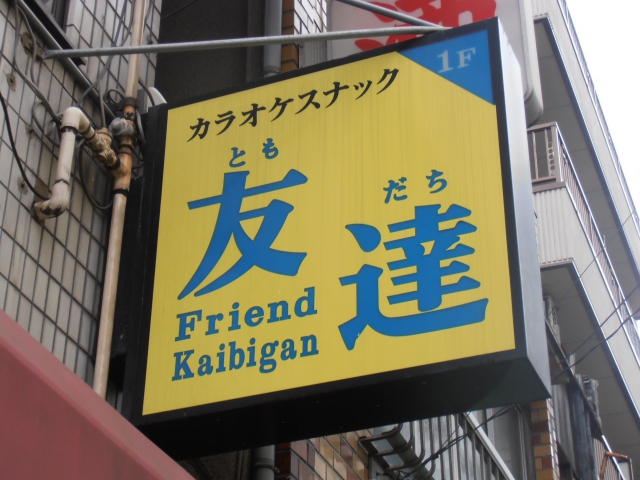 1F
カラオケスナック
とも だち
友達
Friend
Kaibigan